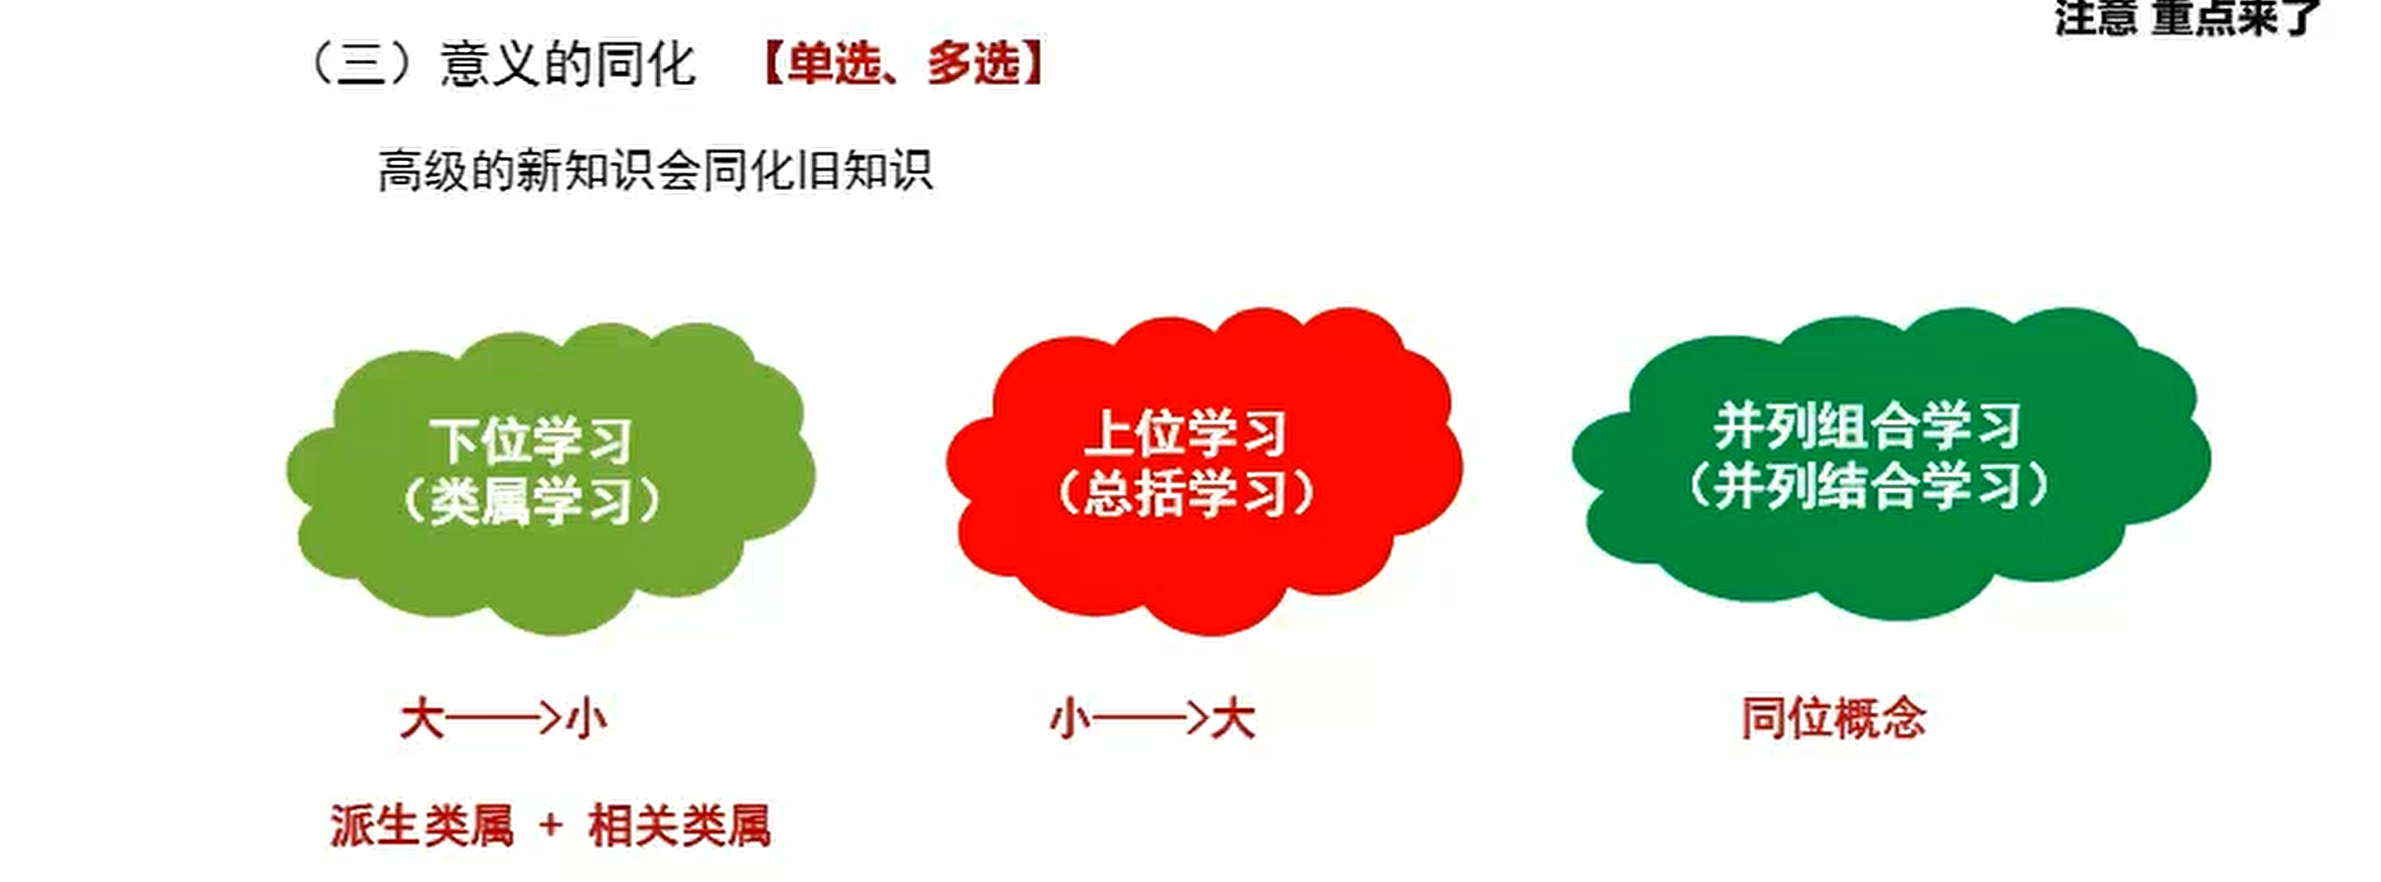 注意 重点来了
（三）意义的同化 【单选、多选】
高级的新知识会同化旧知识
下位学习
（类属学习）
上位学习
（总括学习）
并列组合学习
（并列结合学习）
大——>小
小——>大
同位概念
派生类属 + 相关类属